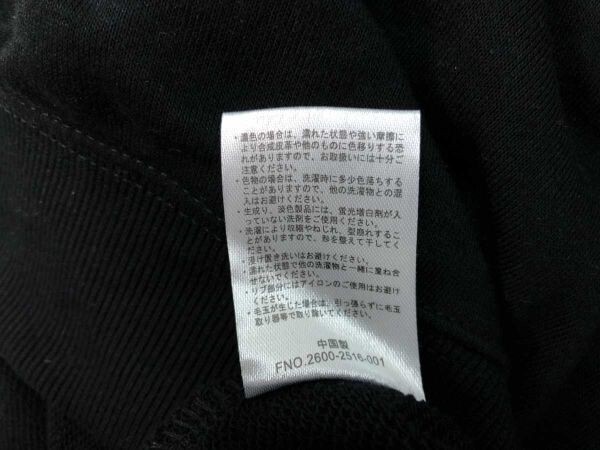 ・濃色の場合は、濡れた状態や強い摩擦に
より合成皮革や他のものに色移りする恐
れがありますので、お取扱いには十分ご
注意ください。
・色物の場合は、洗濯時に多少色落ちする
ことがありますので、他の洗濯物との混
入はお避けください。
・生成り、淡色製品には、蛍光増白剤が入
っていない洗剤をご使用ください。
・洗濯により収縮やねじれ、型崩れするこ
とがありますので、形を整えて干してく
ださい。
・浸け置き洗いはお避けください。
・濡れた状態で他の洗濯物と一緒に重ね合
せないでください。
・リブ部分にはアイロンのご使用はお避け
ください。
・毛玉が生じた場合は、引っ張らずに毛玉
取り器等で取り除いてください。
中国製
FNO.2600-2516-001